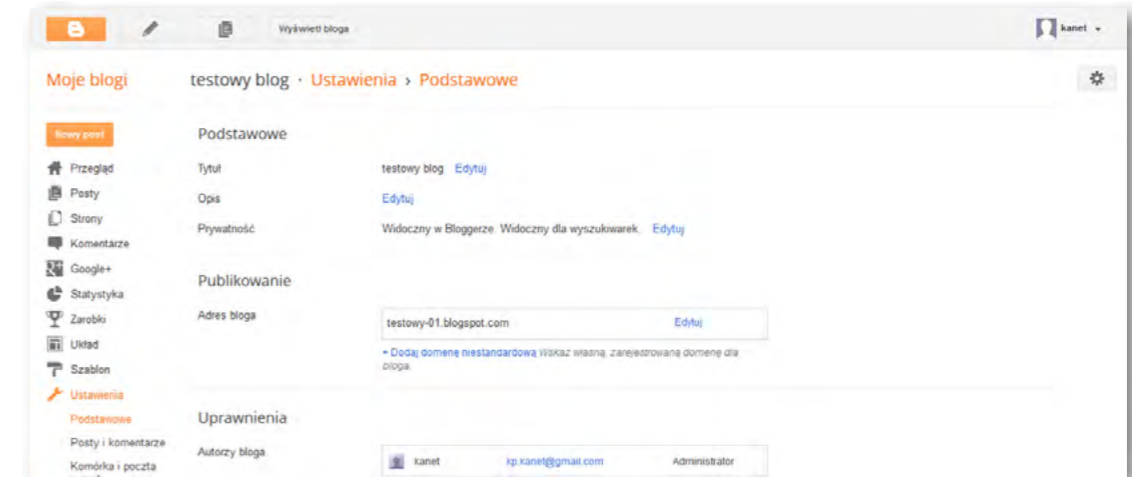 Wyświetl bloga
kanet
Moje blogi
testowy blog · Ustawienia › Podstawowe
Nowy post
Przegląd
Posty
Strony
Komentarze
Google+
Statystyka
Zarobki
Układ
Szablon
Ustawienia
Podstawowe
Posty i komentarze
Komórka i poczta
Podstawowe
Tytuł testowy blog Edytuj
Opis Edytuj
Prywatność Widoczny w Bloggerze. Widoczny dla wyszukiwarek. Edytuj
Publikowanie
Adres bloga testowy-01.blogspot.com Edytuj
+ Dodaj domenę niestandardową Wskaż własną, zarejestrowaną domenę dla
bloga.
Uprawnienia
Autorzy bloga kanet kp.kanet@gmail.com Administrator